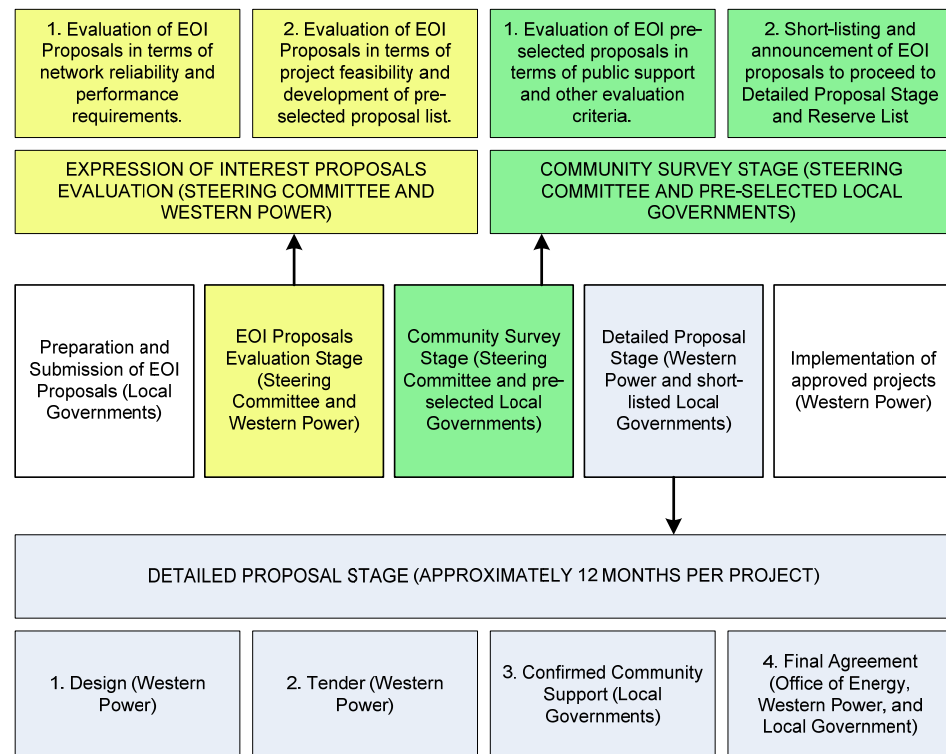 1. Evaluation of EOI
Proposals in terms of
network reliability and
performance
requirements.
2. Evaluation of EOI
Proposals in terms of
project feasibility and
development of pre-
selected proposal list.
1. Evaluation of EOI pre-
selected proposals in
terms of public support
and other evaluation
criteria.
2. Short-listing and
announcement of EOI
proposals to proceed to
Detailed Proposal Stage
and Reserve List
EXPRESSION OF INTEREST PROPOSALS
EVALUATION (STEERING COMMITTEE AND
WESTERN POWER)
COMMUNITY SURVEY STAGE (STEERING
COMMITTEE AND PRE-SELECTED LOCAL
GOVERNMENTS)
Preparation and
Submission of EOI
Proposals (Local
Governments)
EOI Proposals
Evaluation Stage
(Steering
Committee and
Western Power)
Community Survey
Stage (Steering
Committee and pre-
selected Local
Governments)
Detailed Proposal
Stage (Western
Power and short-
listed Local
Governments)
Implementation of
approved projects
(Western Power)
DETAILED PROPOSAL STAGE (APPROXIMATELY 12 MONTHS PER PROJECT)
1. Design (Western
Power)
2. Tender (Western
Power)
3. Confirmed Community
Support (Local
Governments)
4. Final Agreement
(Office of Energy,
Western Power, and
Local Government)